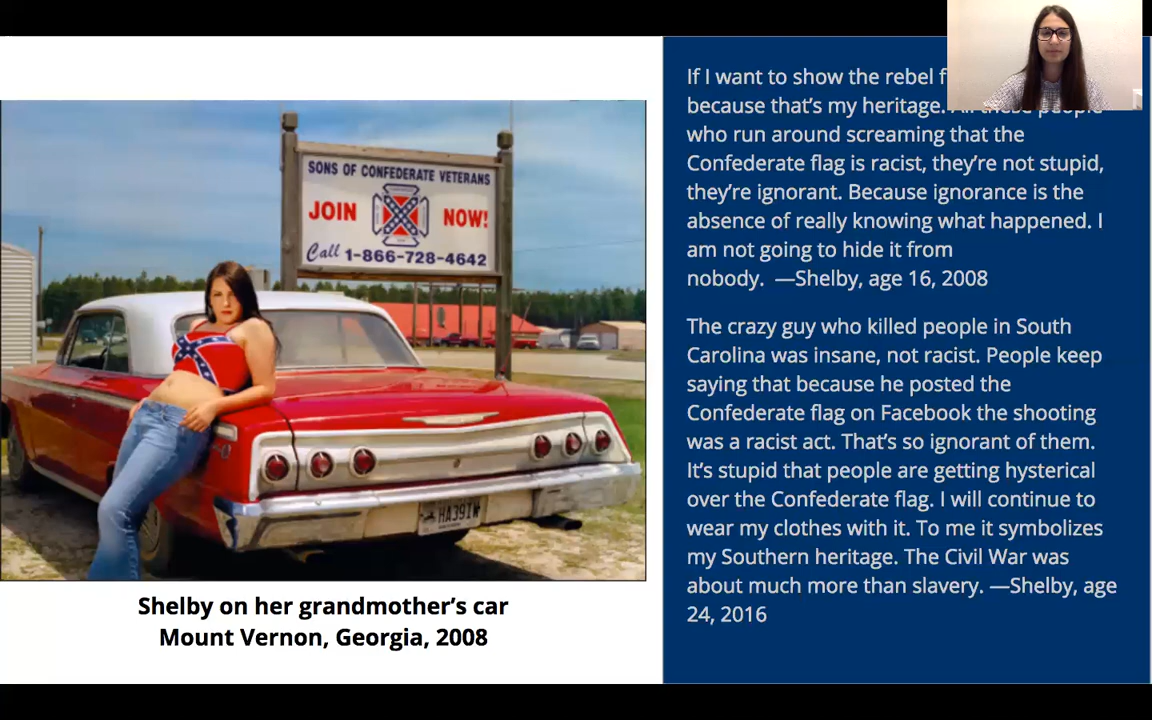 SONS OF CONFEDERATE VETERANS
JOIN NOW!
Call 1-866-728-4642
HA39IW
Shelby on her grandmother's car
Mount Vernon, Georgia, 2008
If I want to show the rebel
because that's my heritage. All these people
who run around screaming that the
Confederate flag is racist, they're not stupid,
they're ignorant. Because ignorance is the
absence of really knowing what happened. I
am not going to hide it from
nobody. —Shelby, age 16, 2008
The crazy guy who killed people in South
Carolina was insane, not racist. People keep
saying that because he posted the
Confederate flag on Facebook the shooting
was a racist act. That's so ignorant of them.
It's stupid that people are getting hysterical
over the Confederate flag. I will continue to
wear my clothes with it. To me it symbolizes
my Southern heritage. The Civil War was
about much more than slavery. —Shelby, age
24, 2016